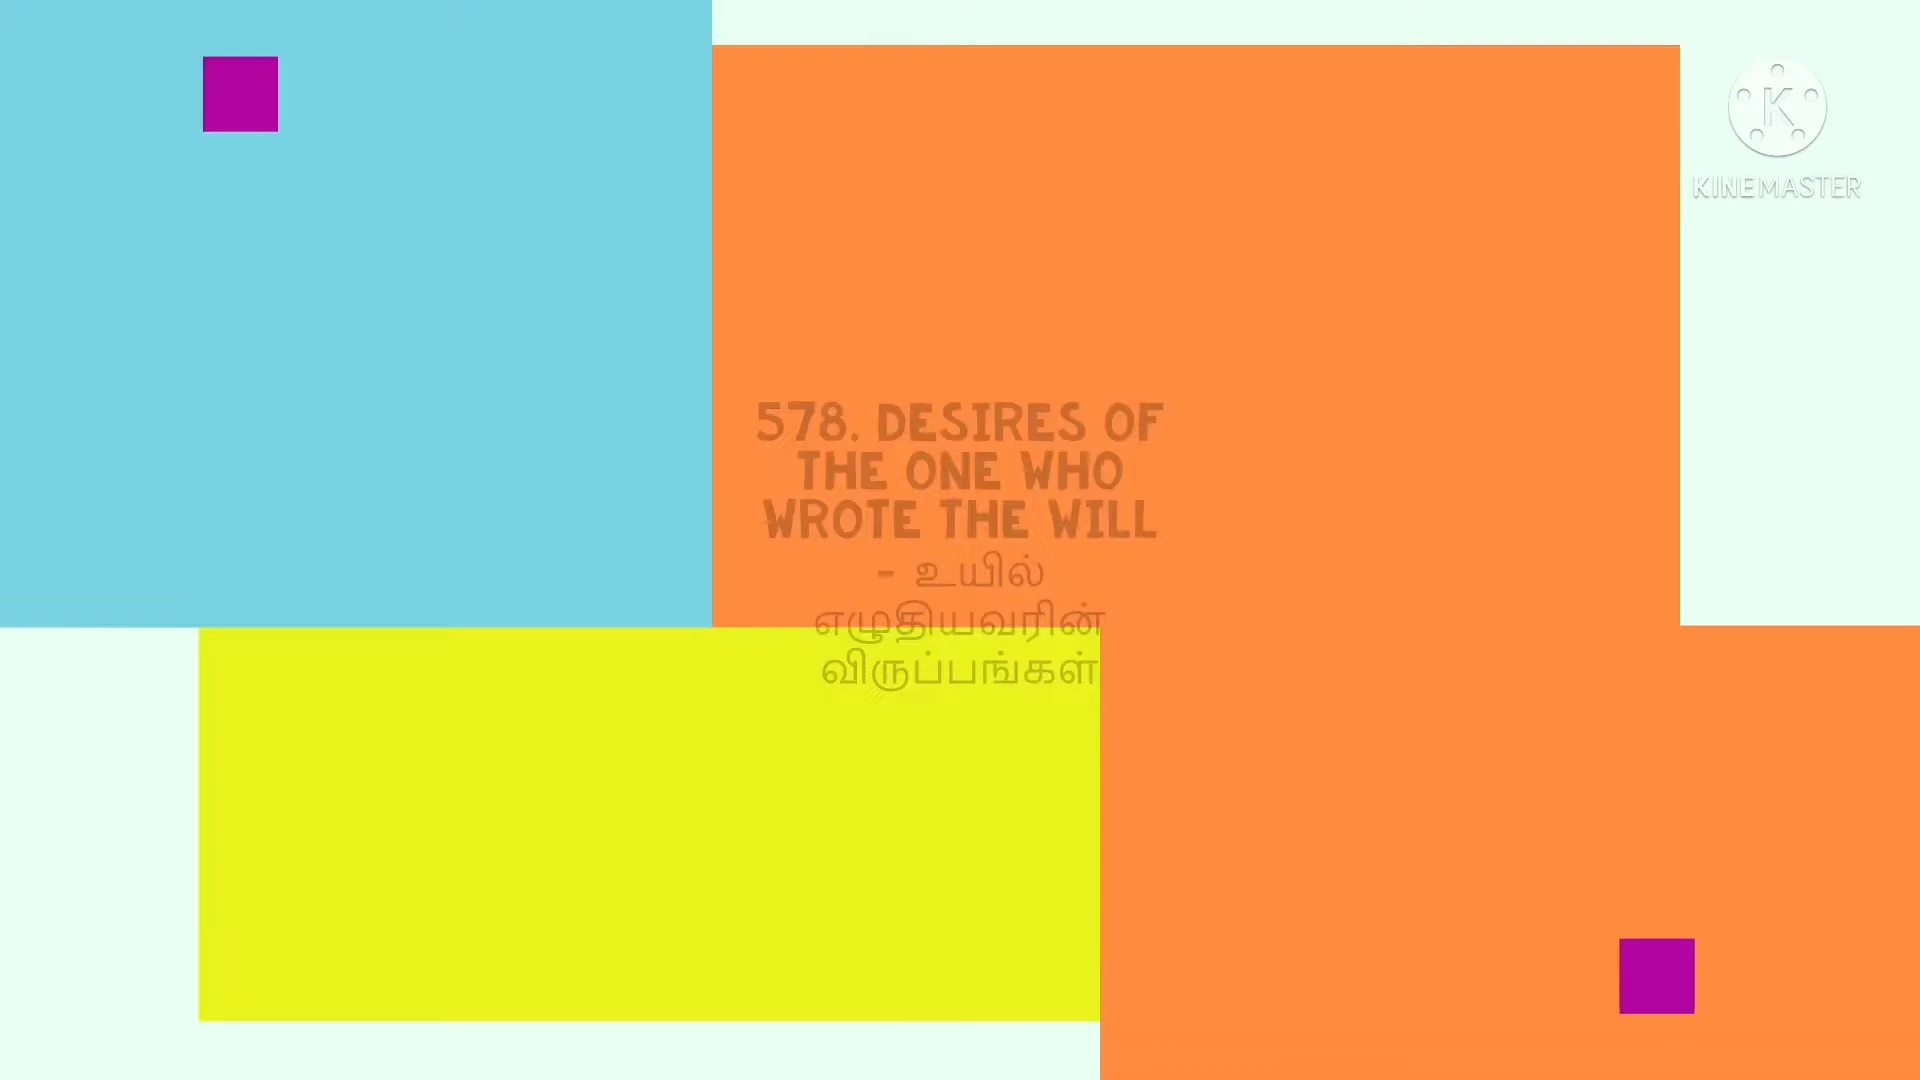 578. DESIRES OF
THE ONE WHO
WROTE THE WILL
- உயில்
எழுதியவரின்
விருப்பங்கள்
K
KINEMASTER